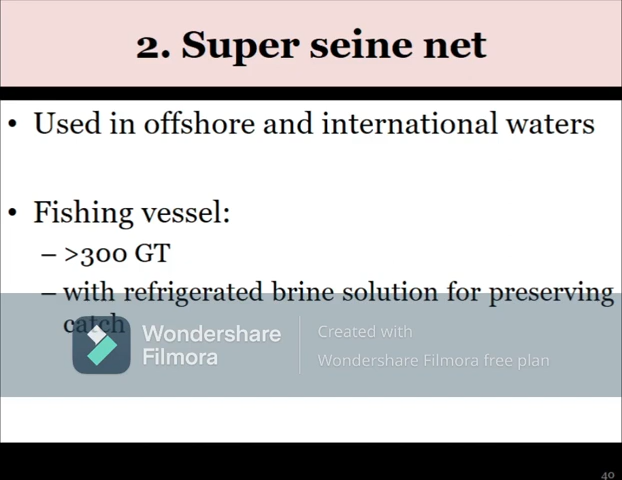 2. Super seine net
• Used in offshore and international waters
• Fishing vessel:
– >300 GT
– with refrigerated brine solution for preserving
catch
Wondershare
Filmora
Created with
Wondershare Filmora free plan
40